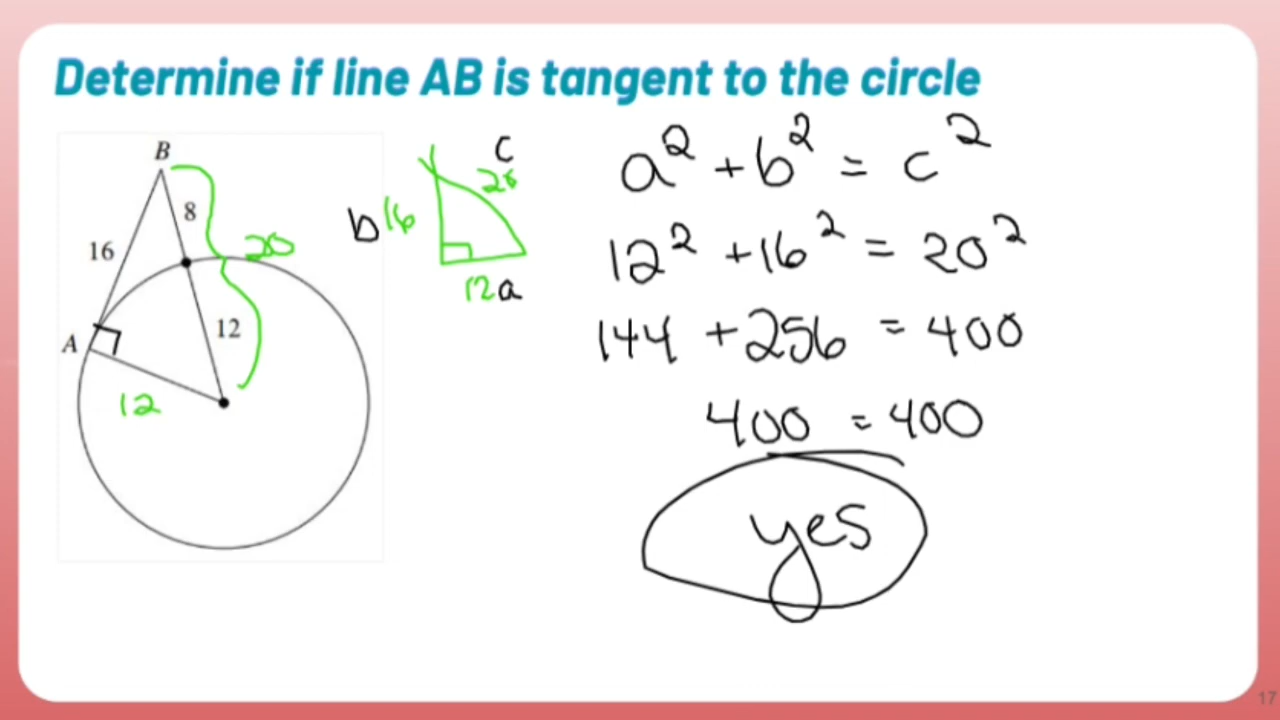 Determine if line AB is tangent to the circle
B
8
16
20
12
A
12
c
20
b 16
12 a
a² + b² = c²
12² + 16² = 20²
144 + 256 = 400
400 = 400
yes
17